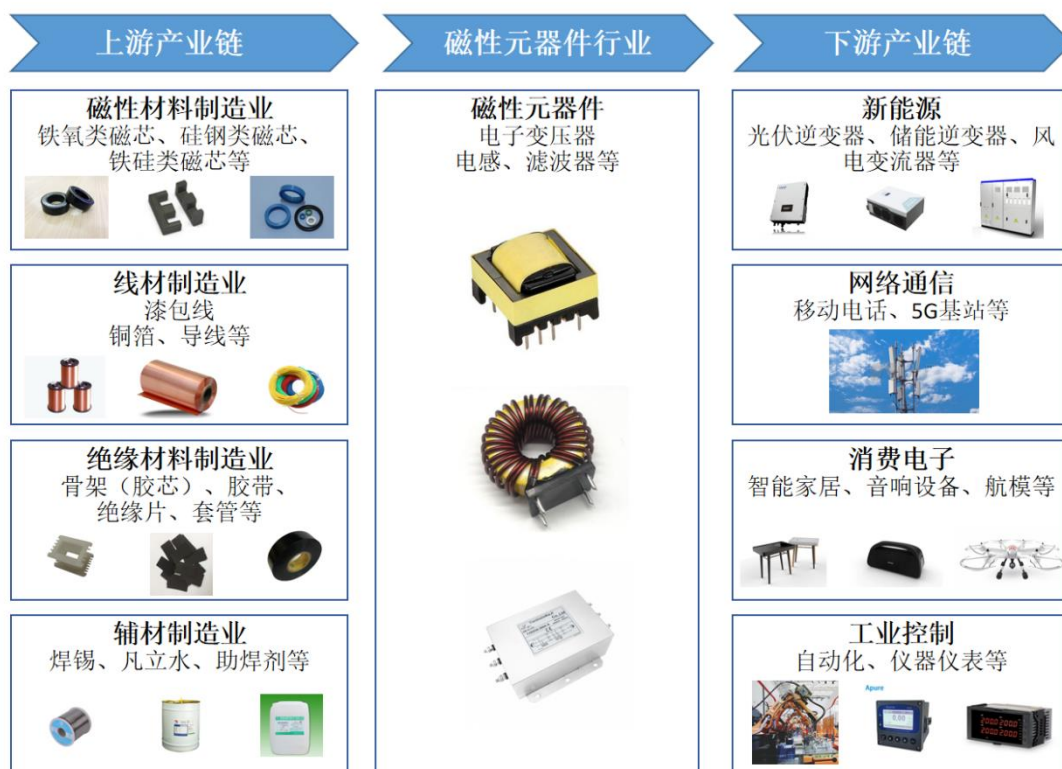 上游产业链
磁性元器件行业
下游产业链
磁性材料制造业
铁氧类磁芯、硅钢类磁芯、
铁硅类磁芯等
线材制造业
漆包线
铜箔、导线等
绝缘材料制造业
骨架（胶芯）、胶带、
绝缘片、套管等
辅材制造业
焊锡、凡立水、助焊剂等
磁性元器件
电子变压器
电感、滤波器等
新能源
光伏逆变器、储能逆变器、风
电变流器等
网络通信
移动电话、5G基站等
消费电子
智能家居、音响设备、航模等
工业控制
自动化、仪器仪表等
Apure